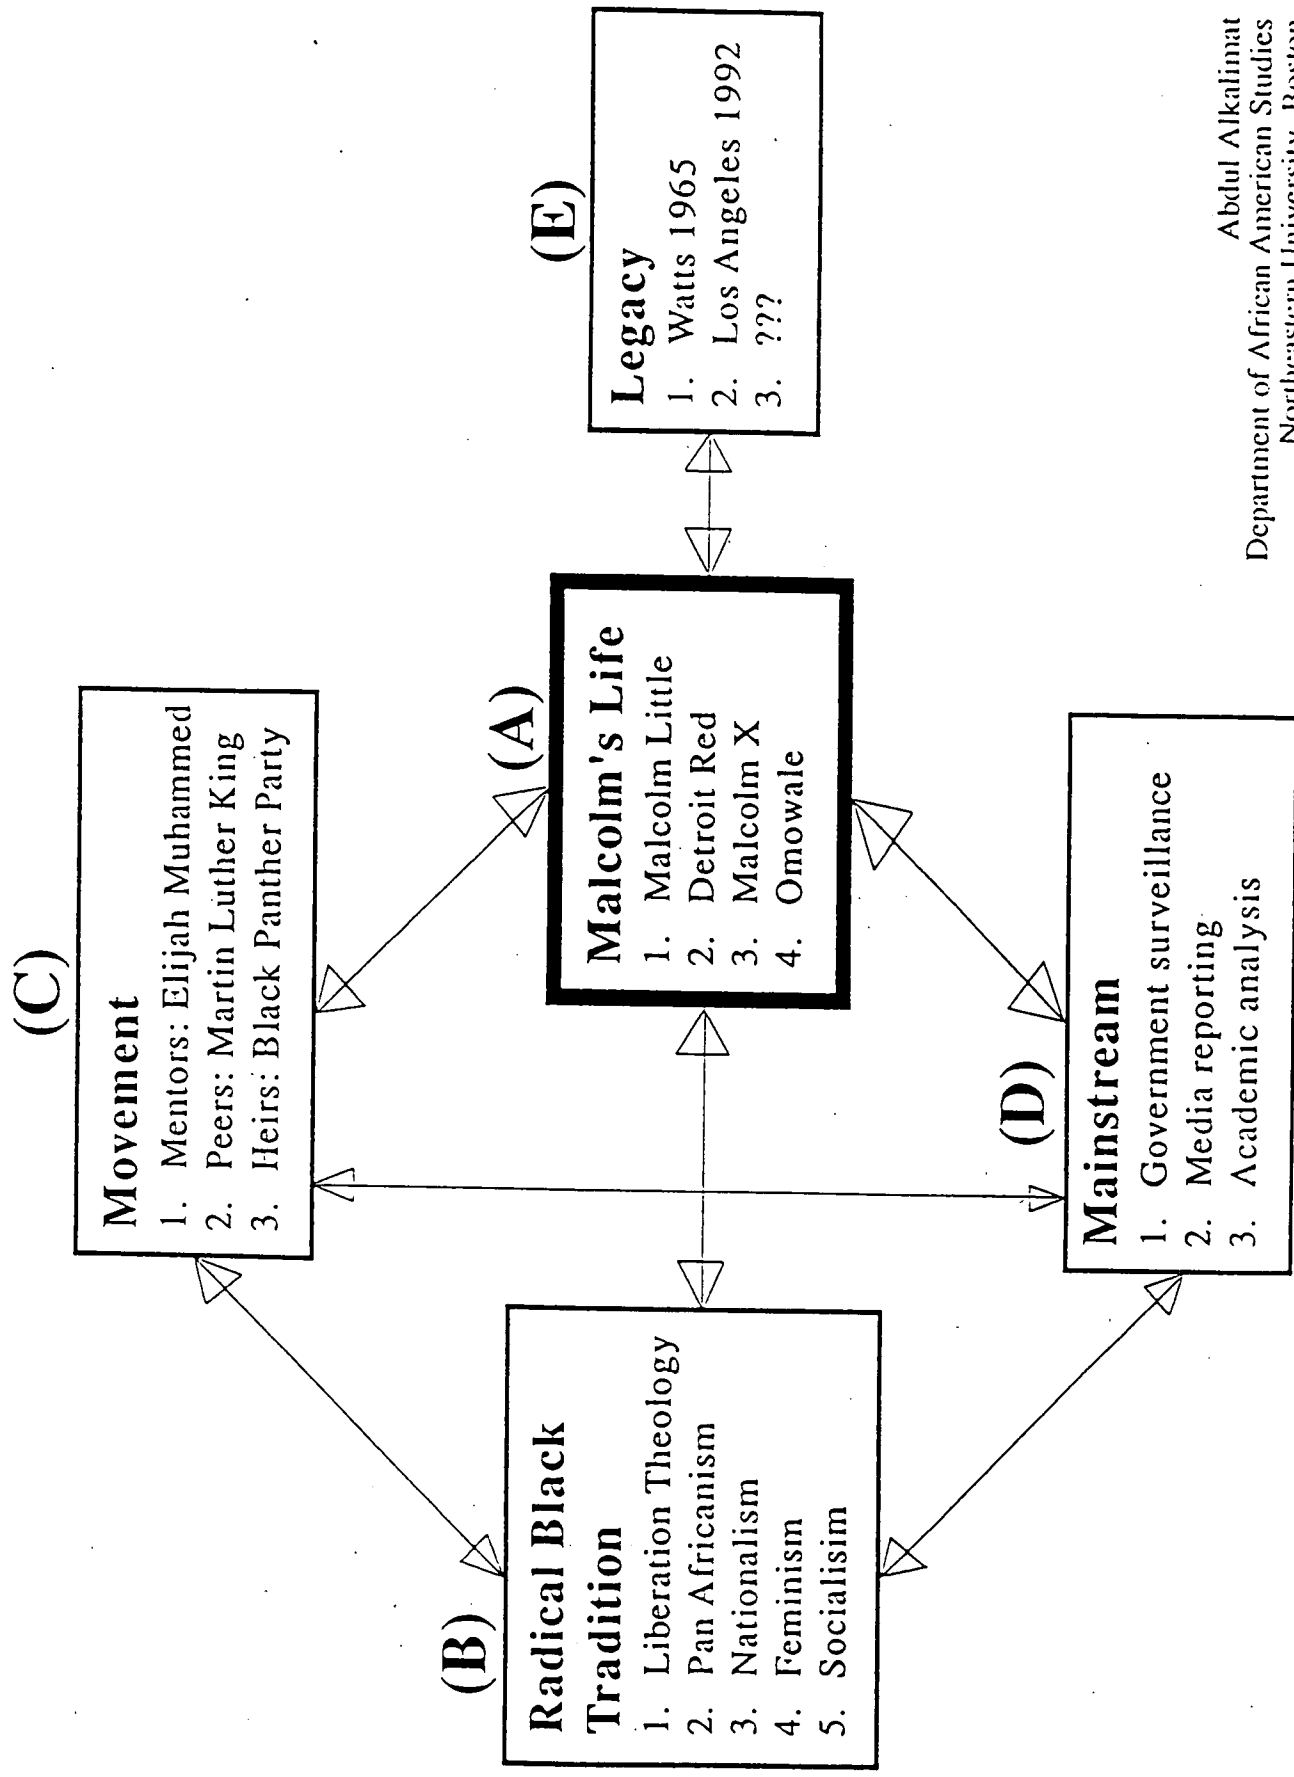 (C)
Movement
1. Mentors: Elijah Muhammed
2. Peers: Martin Luther King
3. Heirs: Black Panther Party
(B)
Radical Black
Tradition
1. Liberation Theology
2. Pan Africanism
3. Nationalism
4. Feminism
5. Socialisim
(A)
Malcolm's Life
1. Malcolm Little
2. Detroit Red
3. Malcolm X
4. Omowale
(E)
Legacy
1. Watts 1965
2. Los Angeles 1992
3. ???
(D)
Mainstream
1. Government surveillance
2. Media reporting
3. Academic analysis
Abdul Alkalimat
Department of African American Studies
Northeastern University, Boston